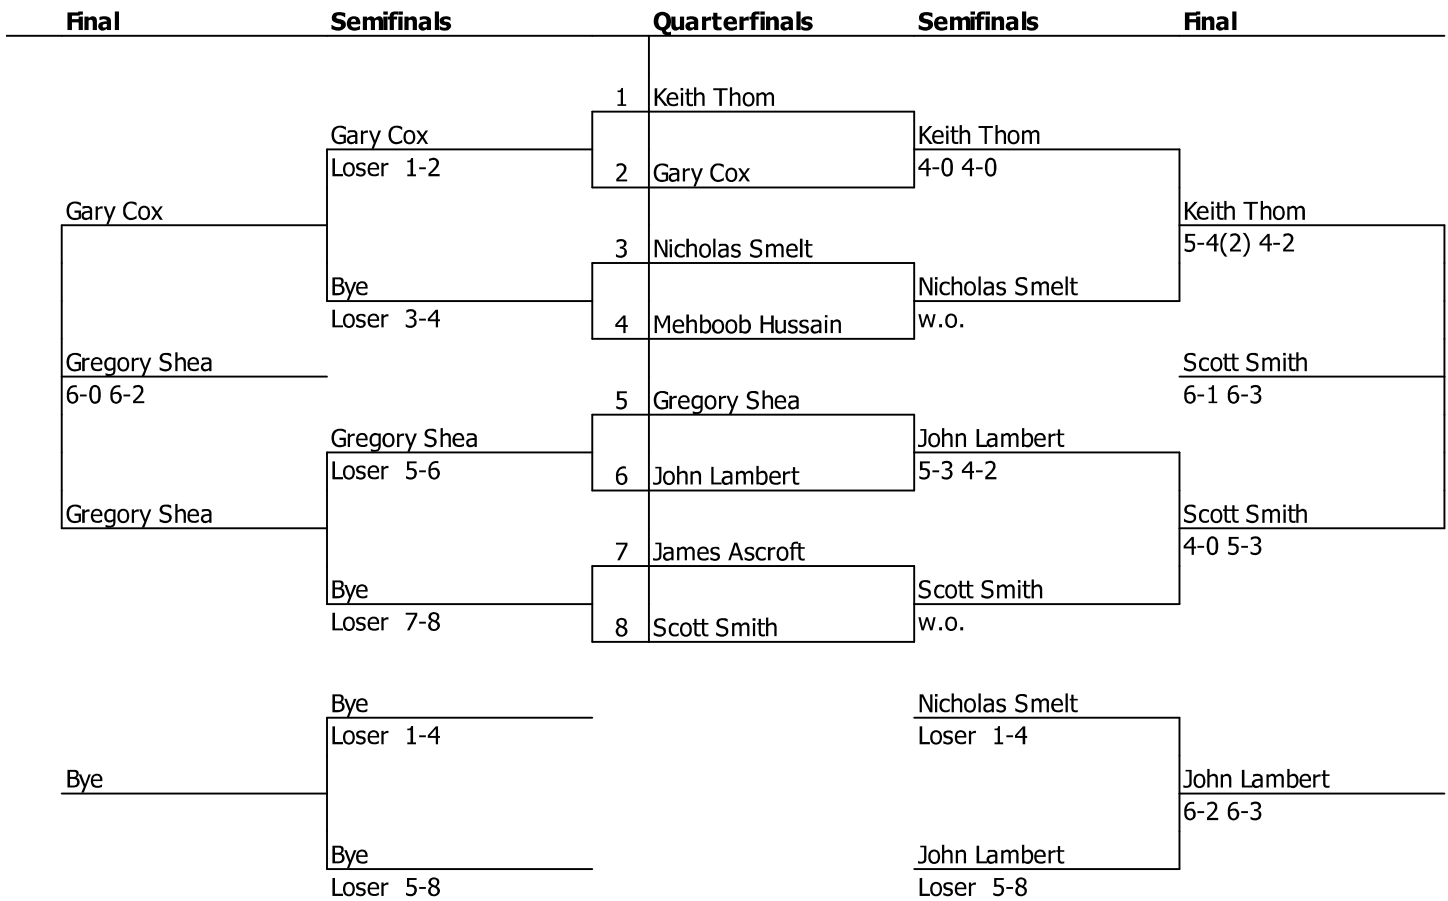 Final Semifinals Quarterfinals Semifinals Final
1 Keith Thom
Gary Cox Keith Thom
Loser 1-2 2 Gary Cox 4-0 4-0
Gary Cox Keith Thom
3 Nicholas Smelt 5-4(2) 4-2
Bye Nicholas Smelt
Loser 3-4 4 Mehboob Hussain w.o.
Gregory Shea Scott Smith
6-0 6-2 5 Gregory Shea 6-1 6-3
Gregory Shea John Lambert
Loser 5-6 6 John Lambert 5-3 4-2
Gregory Shea Scott Smith
7 James Ascroft 4-0 5-3
Bye Scott Smith
Loser 7-8 8 Scott Smith w.o.
Bye Nicholas Smelt
Loser 1-4 Loser 1-4
Bye John Lambert
6-2 6-3
Bye John Lambert
Loser 5-8 Loser 5-8